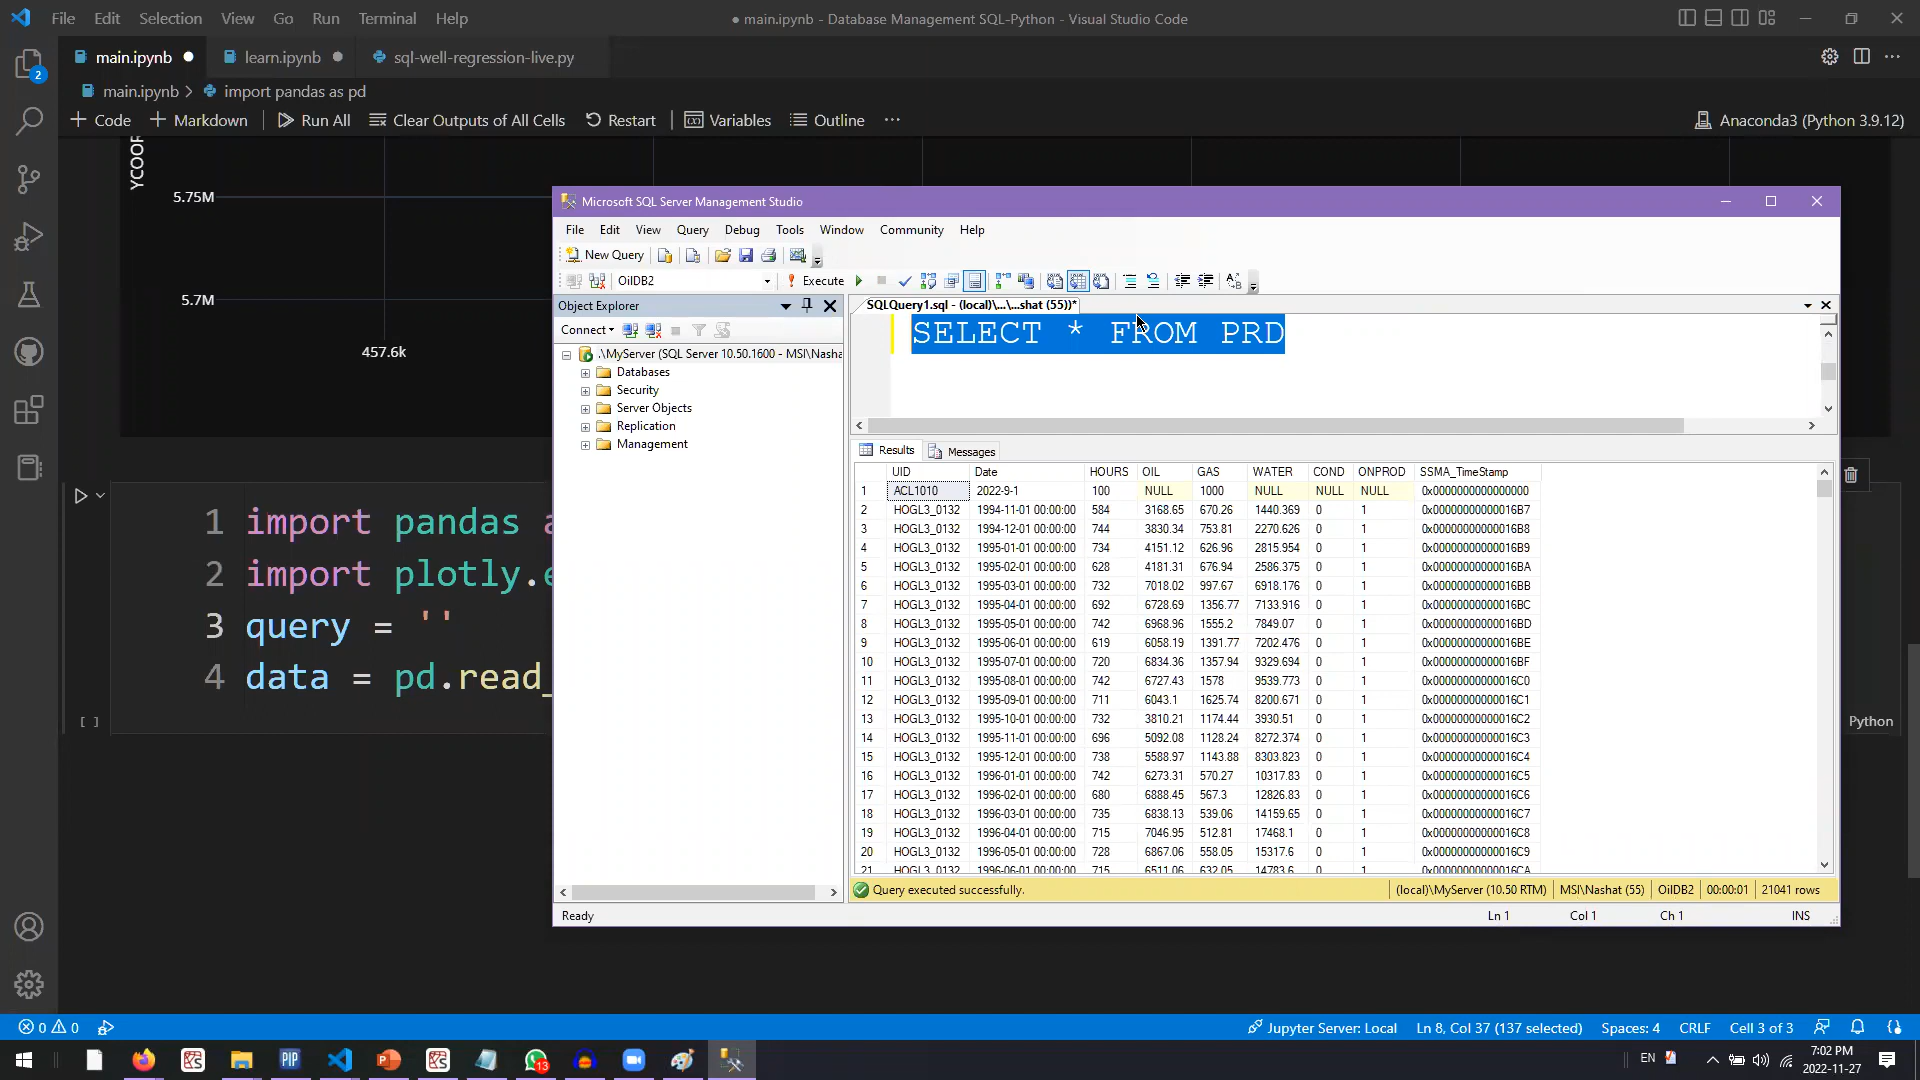 File Edit Selection View Go Run Terminal Help
● main.ipynb - Database Management SQL-Python - Visual Studio Code
main.ipynb learn.ipynb sql-well-regression-live.py
main.ipynb > import pandas as pd
+ Code + Markdown Run All Clear Outputs of All Cells Restart Variables Outline ···
Anaconda3 (Python 3.9.12)
2
YCOOR
5.75M
5.7M
457.6k
1 import pandas a
2 import plotly.e
3 query = ''
4 data = pd.read_
[ ]
Python
Microsoft SQL Server Management Studio
File Edit View Query Debug Tools Window Community Help
New Query
OilDB2 Execute
Object Explorer
Connect
.\MyServer (SQL Server 10.50.1600 - MSI\Nasha
Databases
Security
Server Objects
Replication
Management
SQLQuery1.sql - (local)\...\...shat (55))*
SELECT * FROM PRD
Results Messages
UID Date HOURS OIL GAS WATER COND ONPROD SSMA_TimeStamp
1 ACL1010 2022-9-1 100 NULL 1000 NULL NULL NULL 0x0000000000000000
2 HOGL3_0132 1994-11-01 00:00:00 584 3168.65 670.26 1440.369 0 1 0x00000000000016B7
3 HOGL3_0132 1994-12-01 00:00:00 744 3830.34 753.81 2270.626 0 1 0x00000000000016B8
4 HOGL3_0132 1995-01-01 00:00:00 734 4151.12 626.96 2815.954 0 1 0x00000000000016B9
5 HOGL3_0132 1995-02-01 00:00:00 628 4181.31 676.94 2586.375 0 1 0x00000000000016BA
6 HOGL3_0132 1995-03-01 00:00:00 732 7018.02 997.67 6918.176 0 1 0x00000000000016BB
7 HOGL3_0132 1995-04-01 00:00:00 692 6728.69 1356.77 7133.916 0 1 0x00000000000016BC
8 HOGL3_0132 1995-05-01 00:00:00 742 6968.96 1555.2 7849.07 0 1 0x00000000000016BD
9 HOGL3_0132 1995-06-01 00:00:00 619 6058.19 1391.77 7202.476 0 1 0x00000000000016BE
10 HOGL3_0132 1995-07-01 00:00:00 720 6834.36 1357.94 9329.694 0 1 0x00000000000016BF
11 HOGL3_0132 1995-08-01 00:00:00 742 6727.43 1578 9539.773 0 1 0x00000000000016C0
12 HOGL3_0132 1995-09-01 00:00:00 711 6043.1 1625.74 8200.671 0 1 0x00000000000016C1
13 HOGL3_0132 1995-10-01 00:00:00 732 3810.21 1174.44 3930.51 0 1 0x00000000000016C2
14 HOGL3_0132 1995-11-01 00:00:00 696 5092.08 1128.24 8272.374 0 1 0x00000000000016C3
15 HOGL3_0132 1995-12-01 00:00:00 738 5588.97 1143.88 8303.823 0 1 0x00000000000016C4
16 HOGL3_0132 1996-01-01 00:00:00 742 6273.31 570.27 10317.83 0 1 0x00000000000016C5
17 HOGL3_0132 1996-02-01 00:00:00 680 6888.45 567.3 12826.83 0 1 0x00000000000016C6
18 HOGL3_0132 1996-03-01 00:00:00 735 6838.13 539.06 14159.65 0 1 0x00000000000016C7
19 HOGL3_0132 1996-04-01 00:00:00 715 7046.95 512.81 17468.1 0 1 0x00000000000016C8
20 HOGL3_0132 1996-05-01 00:00:00 728 6867.06 558.05 15317.6 0 1 0x00000000000016C9
21 HOGL3_0132 1996-06-01 00:00:00 715 6511.06 632.05 14783.6 0 1 0x00000000000016CA
Query executed successfully. (local)\MyServer (10.50 RTM) MSI\Nashat (55) OilDB2 00:00:01 21041 rows
Ready Ln 1 Col 1 Ch 1 INS
0 0 Jupyter Server: Local Ln 8, Col 37 (137 selected) Spaces: 4 CRLF Cell 3 of 3
PIP 13 EN 7:02 PM
2022-11-27